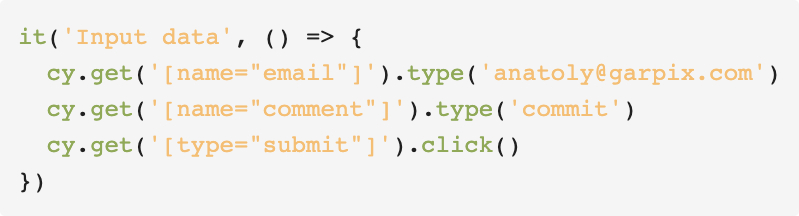 it('Input data', () => {
  cy.get('[name="email"]').type('anatoly@garpix.com')
  cy.get('[name="comment"]').type('commit')
  cy.get('[type="submit"]').click()
})